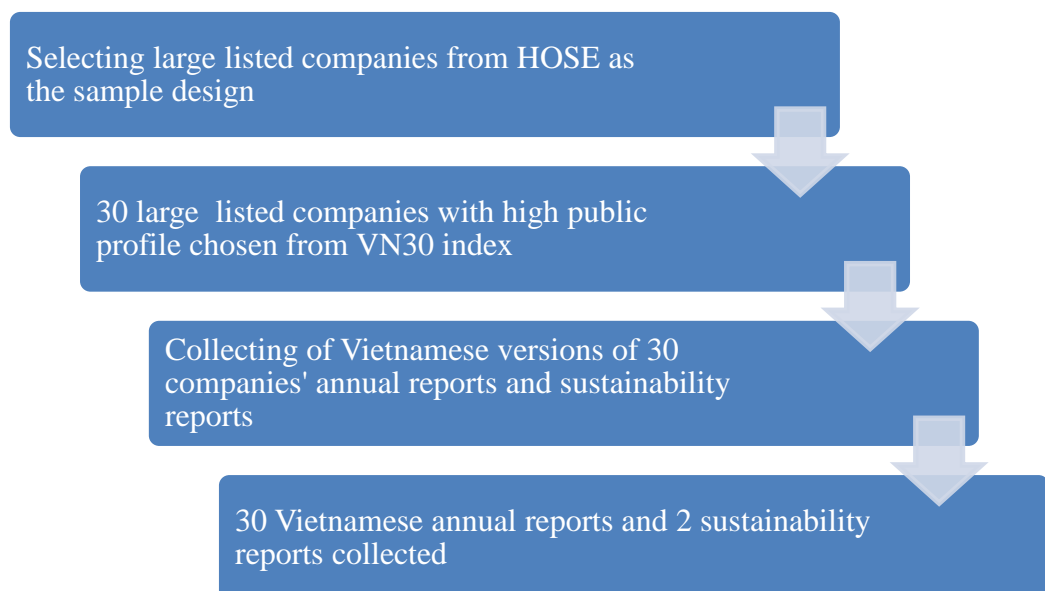 Selecting large listed companies from HOSE as
the sample design
30 large  listed companies with high public
profile chosen from VN30 index
Collecting of Vietnamese versions of 30
companies' annual reports and sustainability
reports
30 Vietnamese annual reports and 2 sustainability
reports collected